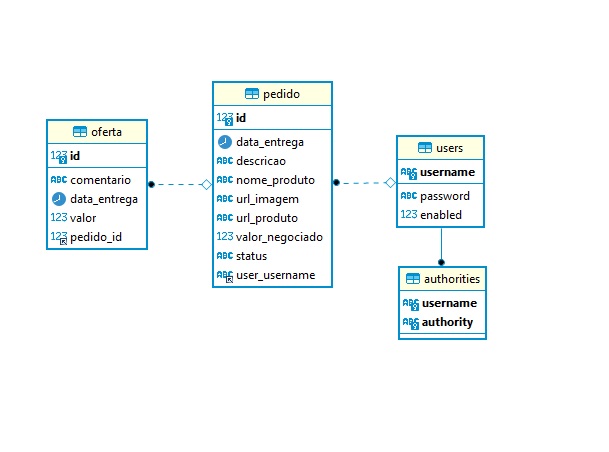 oferta
123 id
ABC comentario
data_entrega
123 valor
123 pedido_id
pedido
123 id
data_entrega
ABC descricao
ABC nome_produto
ABC url_imagem
ABC url_produto
123 valor_negociado
ABC status
ABC user_username
users
ABC username
ABC password
123 enabled
authorities
ABC username
ABC authority